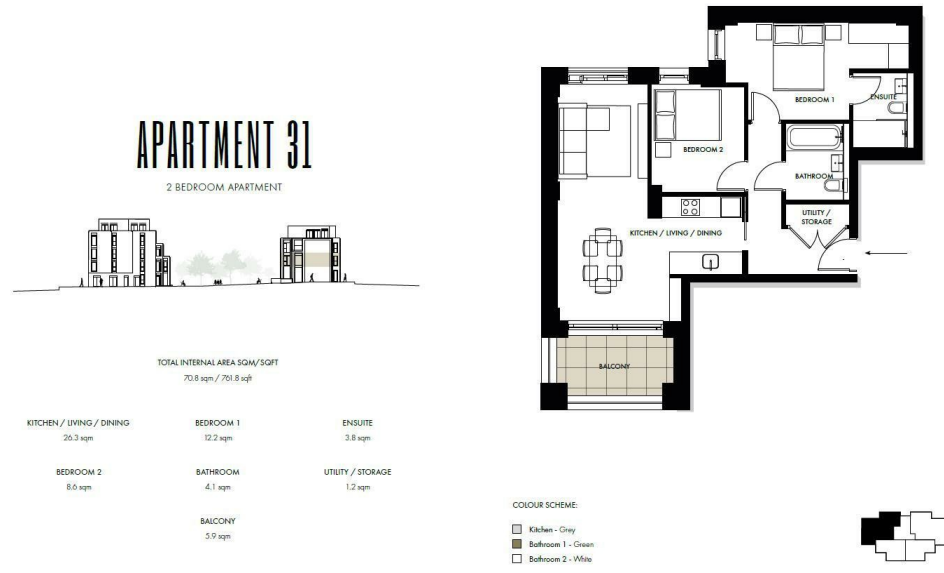 APARTMENT 31
2 BEDROOM APARTMENT
TOTAL INTERNAL AREA SQM/SQFT
70.8 sqm / 761.8 sqft
KITCHEN / LIVING / DINING
26.3 sqm
BEDROOM 1
12.2 sqm
ENSUITE
3.8 sqm
BEDROOM 2
8.6 sqm
BATHROOM
4.1 sqm
UTILITY / STORAGE
1.2 sqm
BALCONY
5.9 sqm
BEDROOM 1
ENSUITE
BEDROOM 2
BATHROOM
UTILITY /
STORAGE
KITCHEN / LIVING / DINING
BALCONY
COLOUR SCHEME:
Kitchen - Grey
Bathroom 1 - Green
Bathroom 2 - White